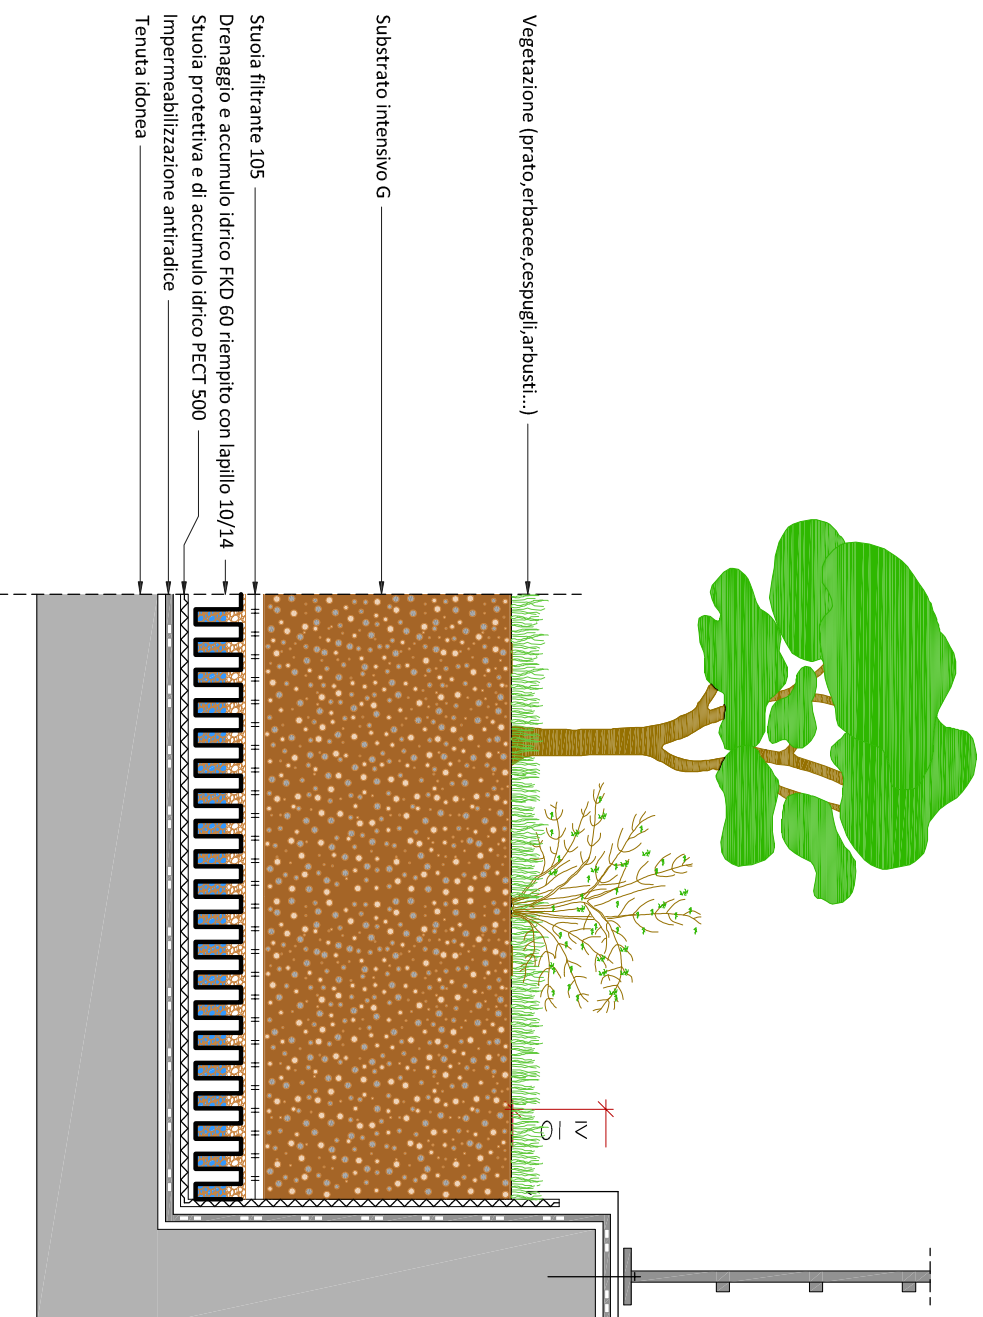 Vegetazione (prato,erbacee,cespugli,arbusti...)
Substrato intensivo G
Stuoia filtrante 105
Drenaggio e accumulo idrico FKD 60 riempito con lapillo 10/14
Stuoia protettiva e di accumulo idrico PECT 500
Impermeabilizzazione antiradice
Tenuta idonea
≥ 10